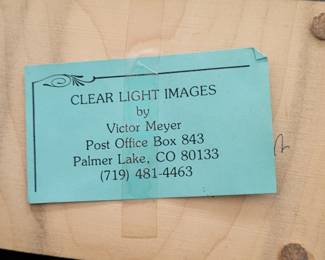 CLEAR LIGHT IMAGES
by
Victor Meyer
Post Office Box 843
Palmer Lake, CO 80133
(719) 481-4463